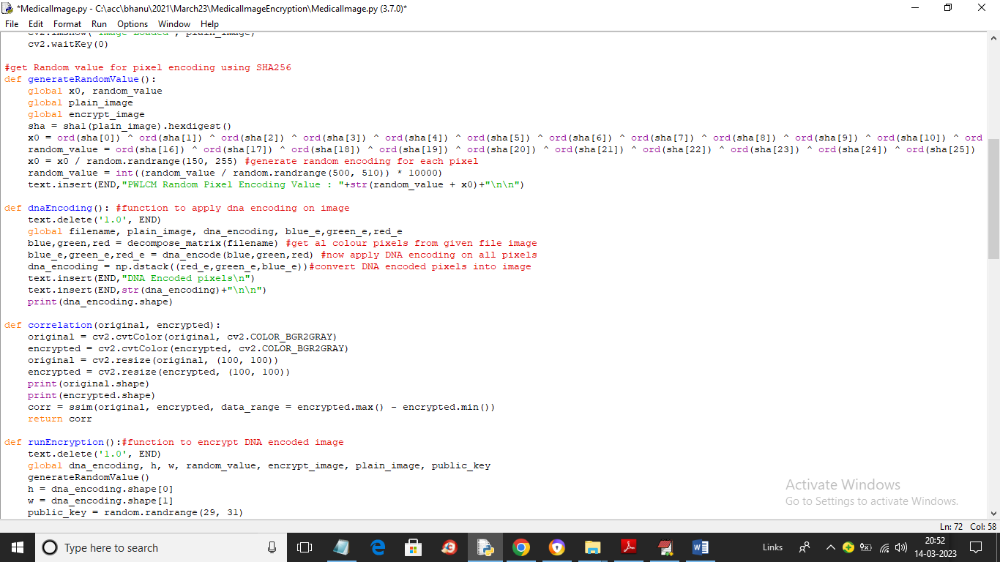 *MedicalImage.py - C:\acc\bhanu\2021\March23\MedicalImageEncryption\MedicalImage.py (3.7.0)*
File Edit Format Run Options Window Help
cv2.imshow('Image Loaded', plain_image)
    cv2.waitKey(0)

#get Random value for pixel encoding using SHA256
def generateRandomValue():
    global x0, random_value
    global plain_image
    global encrypt_image
    sha = sha1(plain_image).hexdigest()
    x0 = ord(sha[0]) ^ ord(sha[1]) ^ ord(sha[2]) ^ ord(sha[3]) ^ ord(sha[4]) ^ ord(sha[5]) ^ ord(sha[6]) ^ ord(sha[7]) ^ ord(sha[8]) ^ ord(sha[9]) ^ ord(sha[10]) ^ ord
    random_value = ord(sha[16]) ^ ord(sha[17]) ^ ord(sha[18]) ^ ord(sha[19]) ^ ord(sha[20]) ^ ord(sha[21]) ^ ord(sha[22]) ^ ord(sha[23]) ^ ord(sha[24]) ^ ord(sha[25])
    x0 = x0 / random.randrange(150, 255) #generate random encoding for each pixel
    random_value = int((random_value / random.randrange(500, 510)) * 10000)
    text.insert(END,"PWLCM Random Pixel Encoding Value : "+str(random_value + x0)+"\n\n")

def dnaEncoding(): #function to apply dna encoding on image
    text.delete('1.0', END)
    global filename, plain_image, dna_encoding, blue_e,green_e,red_e
    blue,green,red = decompose_matrix(filename) #get al colour pixels from given file image
    blue_e,green_e,red_e = dna_encode(blue,green,red) #now apply DNA encoding on all pixels
    dna_encoding = np.dstack((red_e,green_e,blue_e))#convert DNA encoded pixels into image
    text.insert(END,"DNA Encoded pixels\n")
    text.insert(END,str(dna_encoding)+"\n\n")
    print(dna_encoding.shape)

def correlation(original, encrypted):
    original = cv2.cvtColor(original, cv2.COLOR_BGR2GRAY)
    encrypted = cv2.cvtColor(encrypted, cv2.COLOR_BGR2GRAY)
    original = cv2.resize(original, (100, 100))
    encrypted = cv2.resize(encrypted, (100, 100))
    print(original.shape)
    print(encrypted.shape)
    corr = ssim(original, encrypted, data_range = encrypted.max() - encrypted.min())
    return corr

def runEncryption():#function to encrypt DNA encoded image
    text.delete('1.0', END)
    global dna_encoding, h, w, random_value, encrypt_image, plain_image, public_key
    generateRandomValue()
    h = dna_encoding.shape[0]
    w = dna_encoding.shape[1]
    public_key = random.randrange(29, 31)
Activate Windows
Go to Settings to activate Windows.
Ln: 72 Col: 58
Type here to search
Links
20:52
14-03-2023